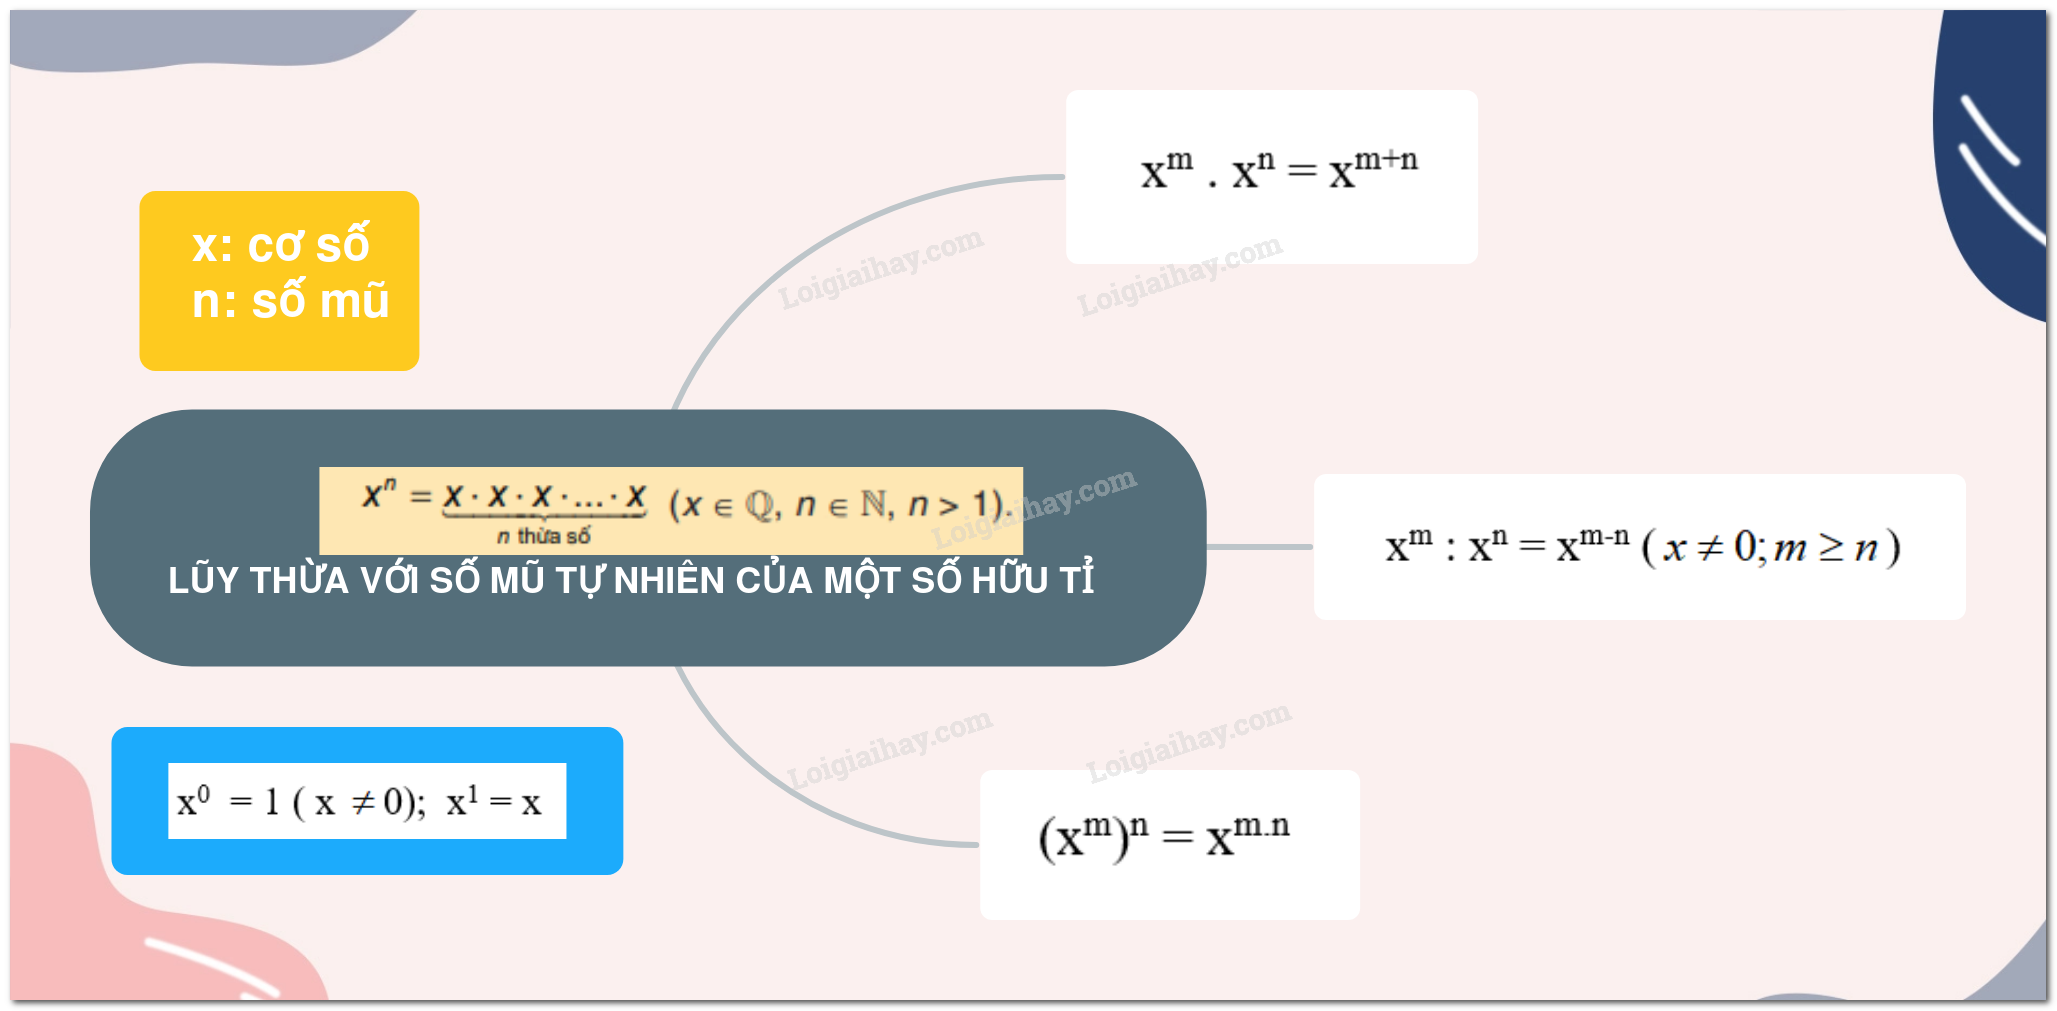 x: cơ số
n: số mũ
xⁿ = x · x · x · ... · x (x ∈ ℚ, n ∈ ℕ, n > 1).
n thừa số
LŨY THỪA VỚI SỐ MŨ TỰ NHIÊN CỦA MỘT SỐ HỮU TỈ
x⁰ = 1 ( x ≠ 0); x¹ = x
xᵐ . xⁿ = xᵐ⁺ⁿ
xᵐ : xⁿ = xᵐ⁻ⁿ ( x ≠ 0; m ≥ n )
(xᵐ)ⁿ = xᵐ·ⁿ
Loigiaihay.com
Loigiaihay.com
Loigiaihay.com
Loigiaihay.com
Loigiaihay.com